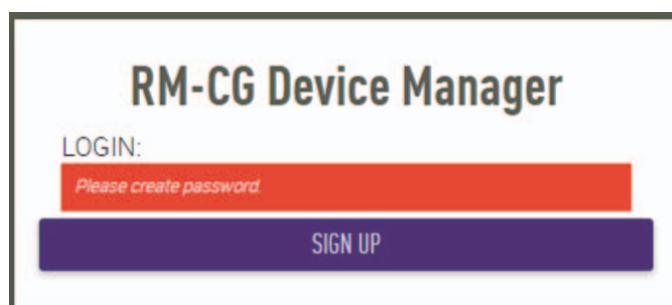 RM-CG Device Manager
LOGIN:
Please create password.
SIGN UP